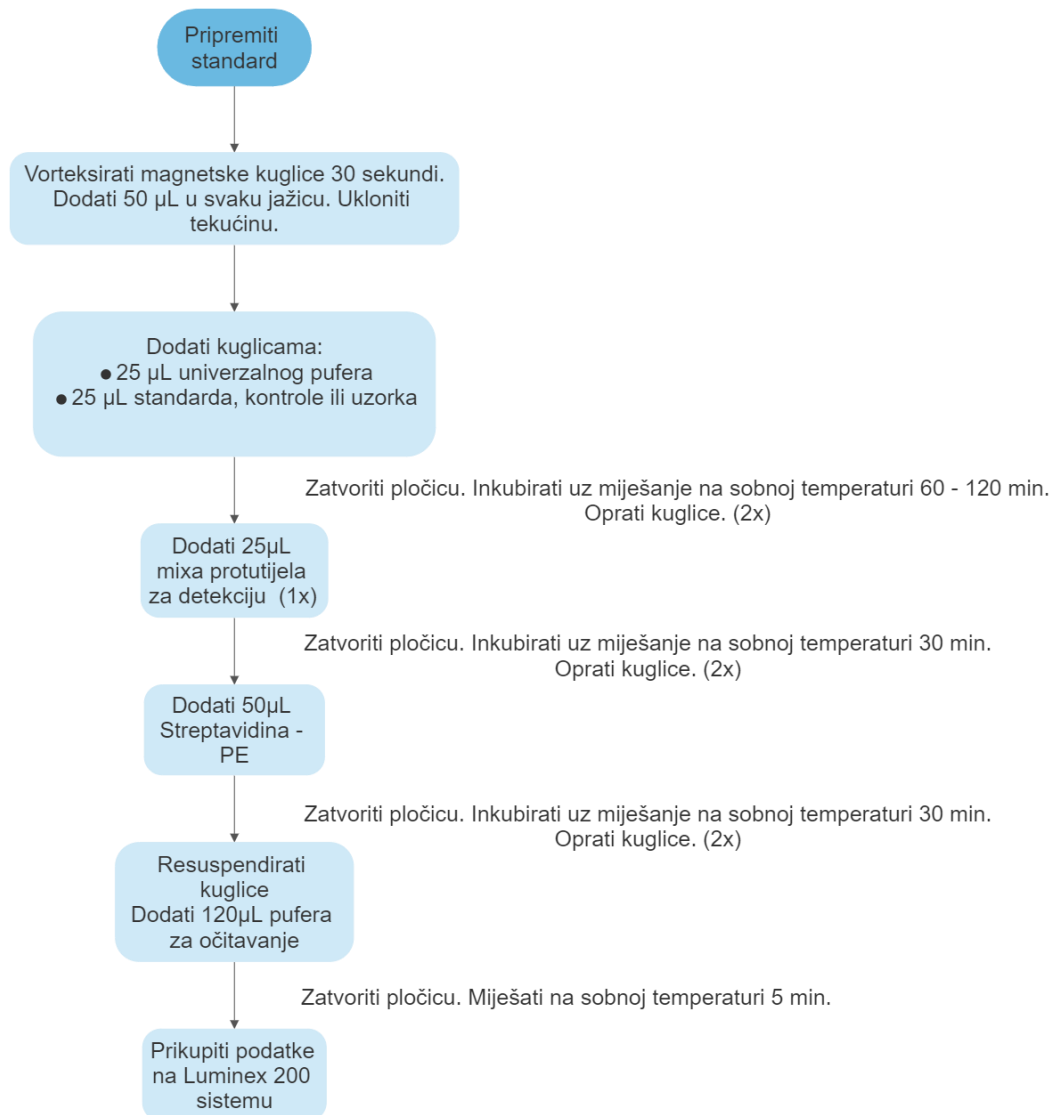 Pripremiti
standard
Vorteksirati magnetske kuglice 30 sekundi.
Dodati 50 µL u svaku jažicu. Ukloniti
tekućinu.
Dodati kuglicama:
● 25 µL univerzalnog pufera
● 25 µL standarda, kontrole ili uzorka
Zatvoriti pločicu. Inkubirati uz miješanje na sobnoj temperaturi 60 - 120 min.
Oprati kuglice. (2x)
Dodati 25µL
mixa protutijela
za detekciju (1x)
Zatvoriti pločicu. Inkubirati uz miješanje na sobnoj temperaturi 30 min.
Oprati kuglice. (2x)
Dodati 50µL
Streptavidina -
PE
Zatvoriti pločicu. Inkubirati uz miješanje na sobnoj temperaturi 30 min.
Oprati kuglice. (2x)
Resuspendirati
kuglice
Dodati 120µL pufera
za očitavanje
Zatvoriti pločicu. Miješati na sobnoj temperaturi 5 min.
Prikupiti podatke
na Luminex 200
sistemu